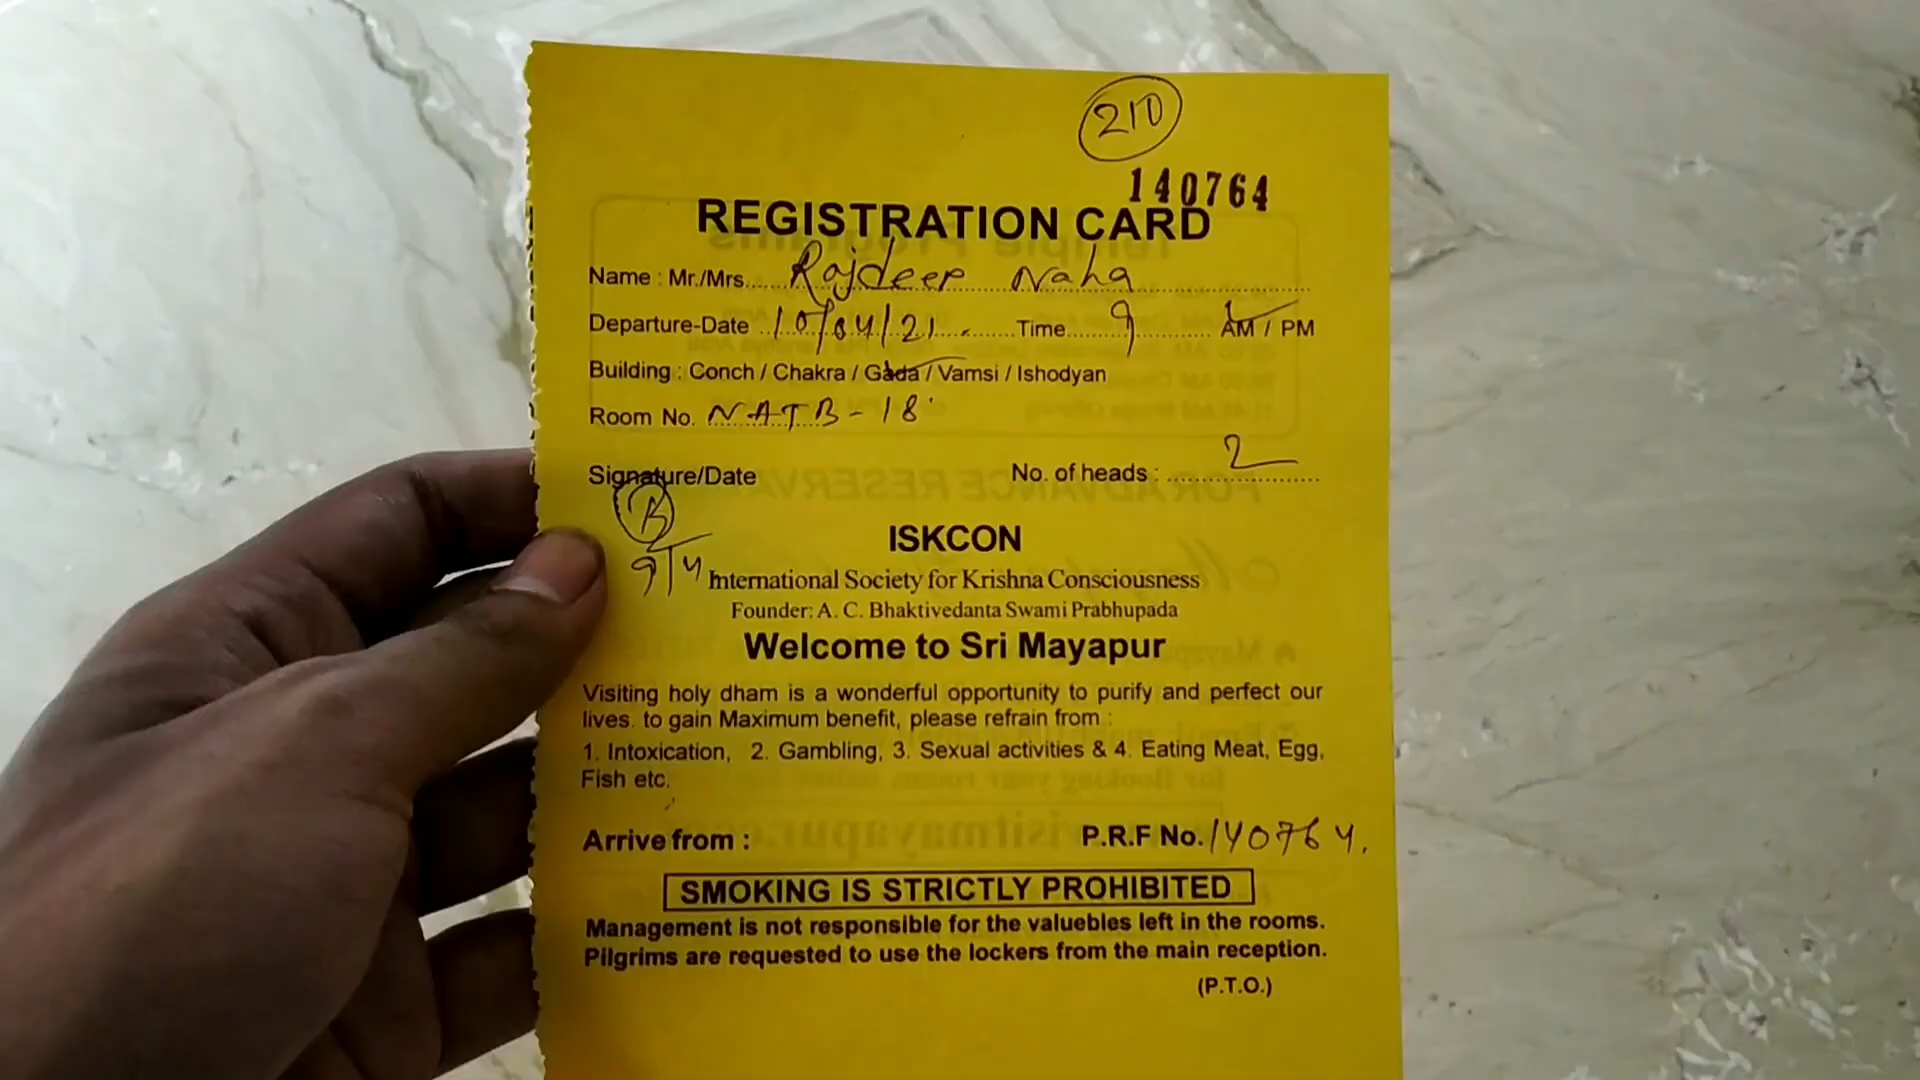 210
140764
REGISTRATION CARD
Name : Mr./Mrs. Rajdeep Naha
Departure-Date 10/04/21. Time 9 AM / PM
Building : Conch / Chakra / Gada / Vamsi / Ishodyan
Room No. NATB-18
Signature/Date No. of heads : 2
9/4
ISKCON
International Society for Krishna Consciousness
Founder: A. C. Bhaktivedanta Swami Prabhupada
Welcome to Sri Mayapur
Visiting holy dham is a wonderful opportunity to purify and perfect our
lives. to gain Maximum benefit, please refrain from :
1. Intoxication, 2. Gambling, 3. Sexual activities & 4. Eating Meat, Egg,
Fish etc.
Arrive from : P.R.F No. 140764.
SMOKING IS STRICTLY PROHIBITED
Management is not responsible for the valuebles left in the rooms.
Pilgrims are requested to use the lockers from the main reception.
(P.T.O.)